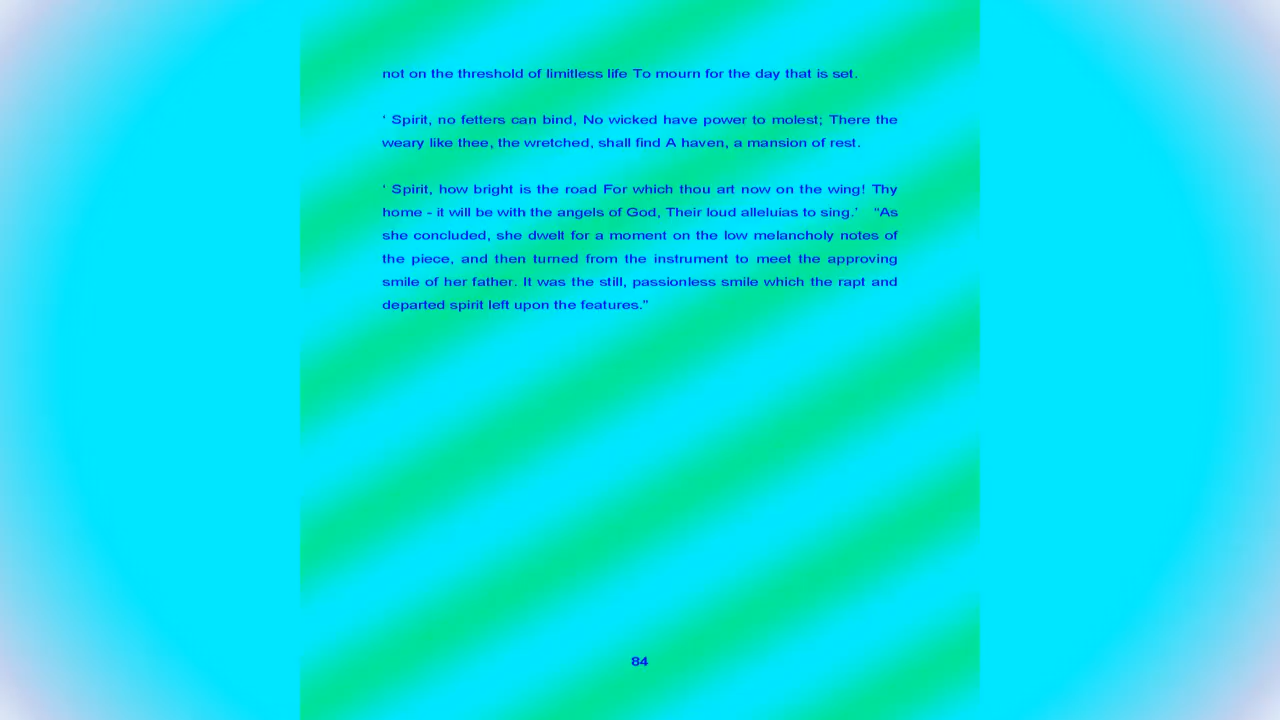 not on the threshold of limitless life To mourn for the day that is set.
‘ Spirit, no fetters can bind, No wicked have power to molest; There the
weary like thee, the wretched, shall find A haven, a mansion of rest.
‘ Spirit, how bright is the road For which thou art now on the wing! Thy
home - it will be with the angels of God, Their loud alleluias to sing.’ “As
she concluded, she dwelt for a moment on the low melancholy notes of
the piece, and then turned from the instrument to meet the approving
smile of her father. It was the still, passionless smile which the rapt and
departed spirit left upon the features.”
84